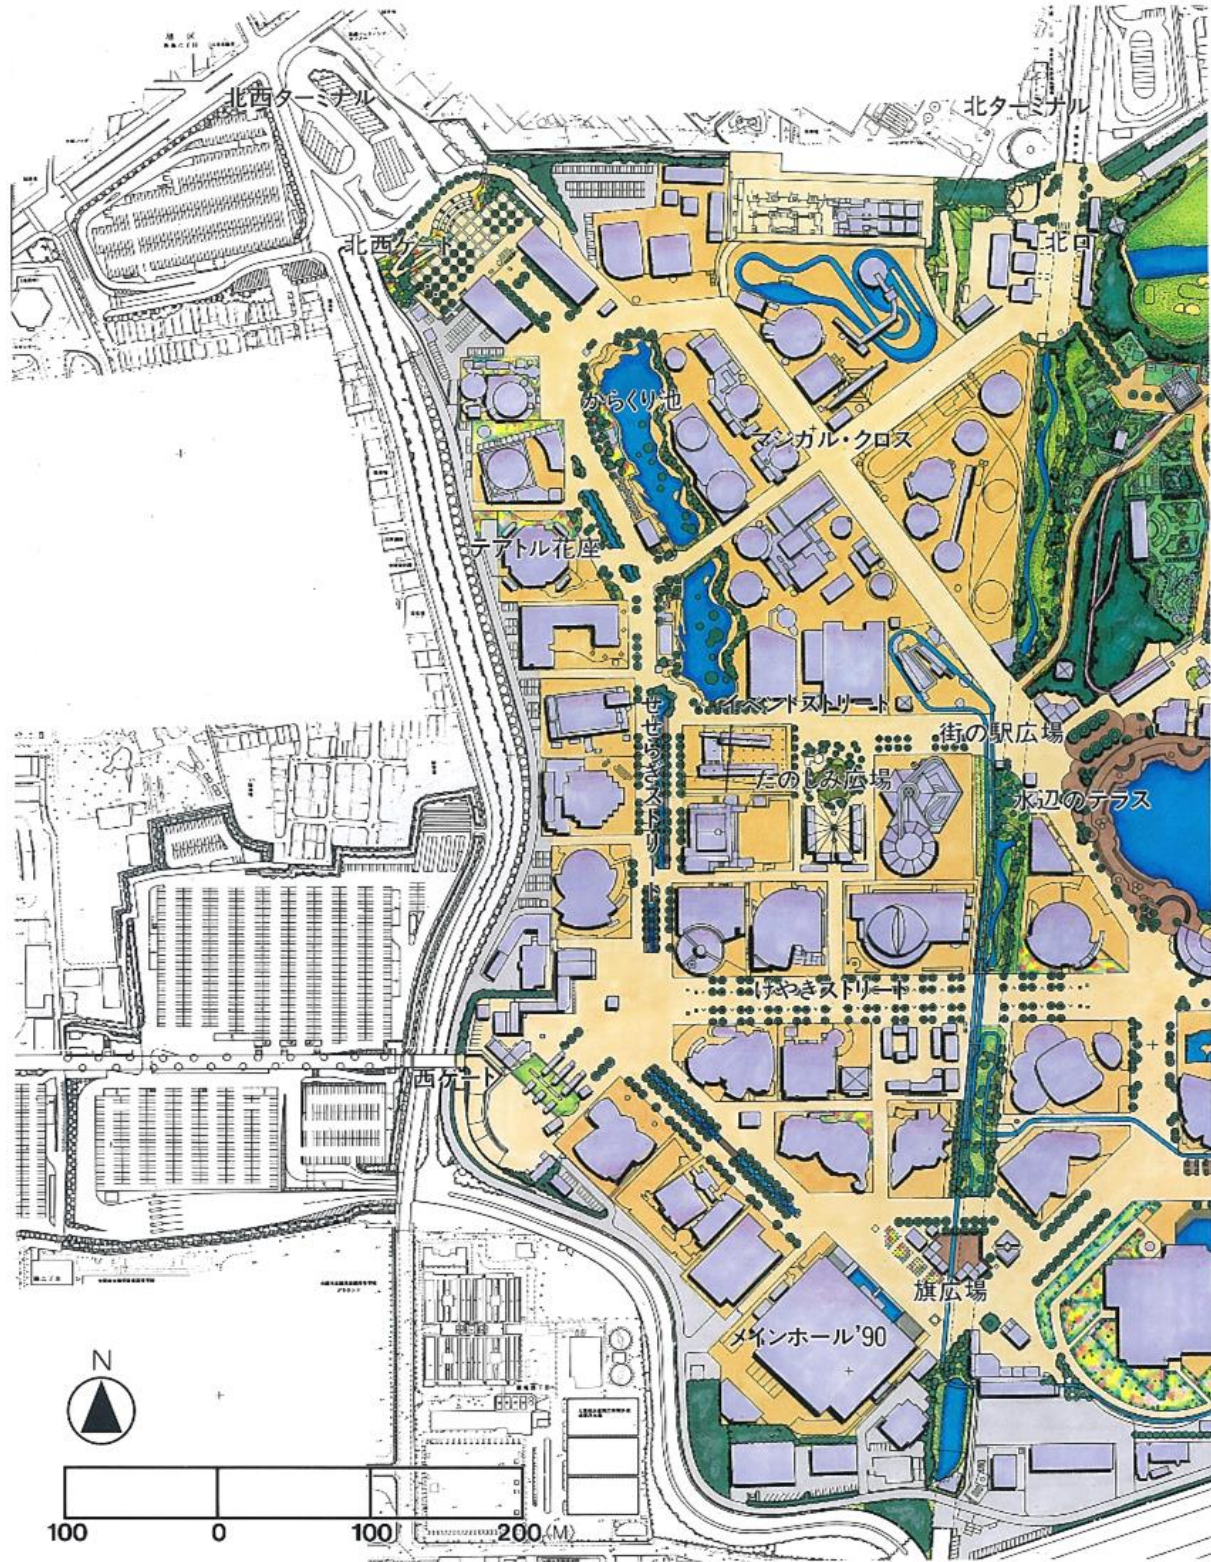 北西ターミナル
北ターミナル
北西ゲート
北口
からくり池
マジカル・クロス
テアトル花座
せせらぎストリート
イベントストリート
街の駅広場
たのしみ広場
水辺のテラス
けやきストリート
西ゲート
旗広場
メインホール'90
N
100 0 100 200(M)